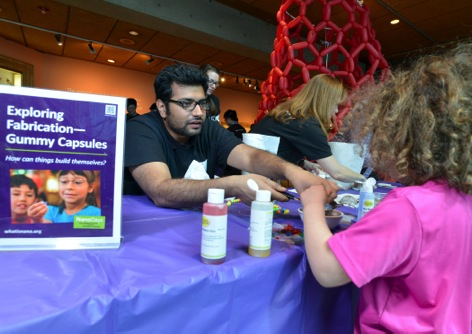 Exploring
Fabrication—
Gummy Capsules
How can things build themselves?
NanoDays
whatisnano.org